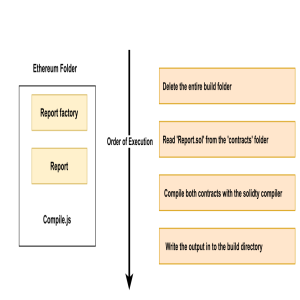 Ethereum Folder
Report factory
Report
Compile.js
Order of Execution
Delete the entire build folder
Read 'Report.sol' from the 'contracts' folder
Compile both contracts with the solidty compiler
Write the output in to the build directory